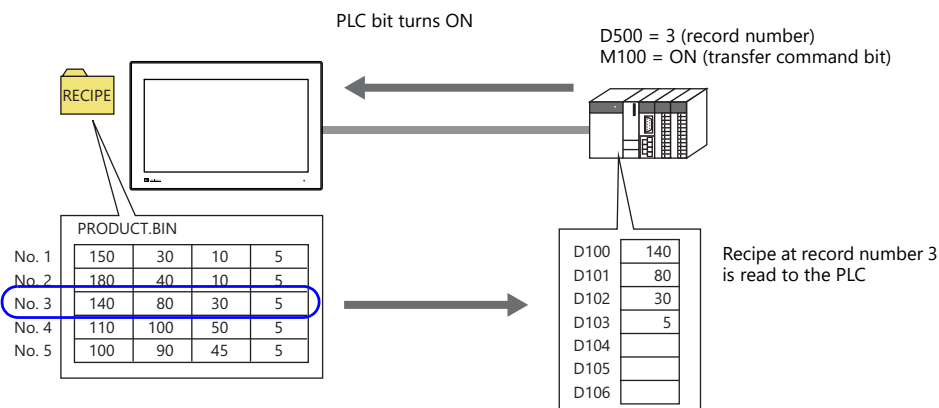 PLC bit turns ON
D500 = 3 (record number)
M100 = ON (transfer command bit)
RECIPE
PRODUCT.BIN
No. 1 150 30 10 5
No. 2 180 40 10 5
No. 3 140 80 30 5
No. 4 110 100 50 5
No. 5 100 90 45 5
D100 140
D101 80
D102 30
D103 5
D104
D105
D106
Recipe at record number 3
is read to the PLC